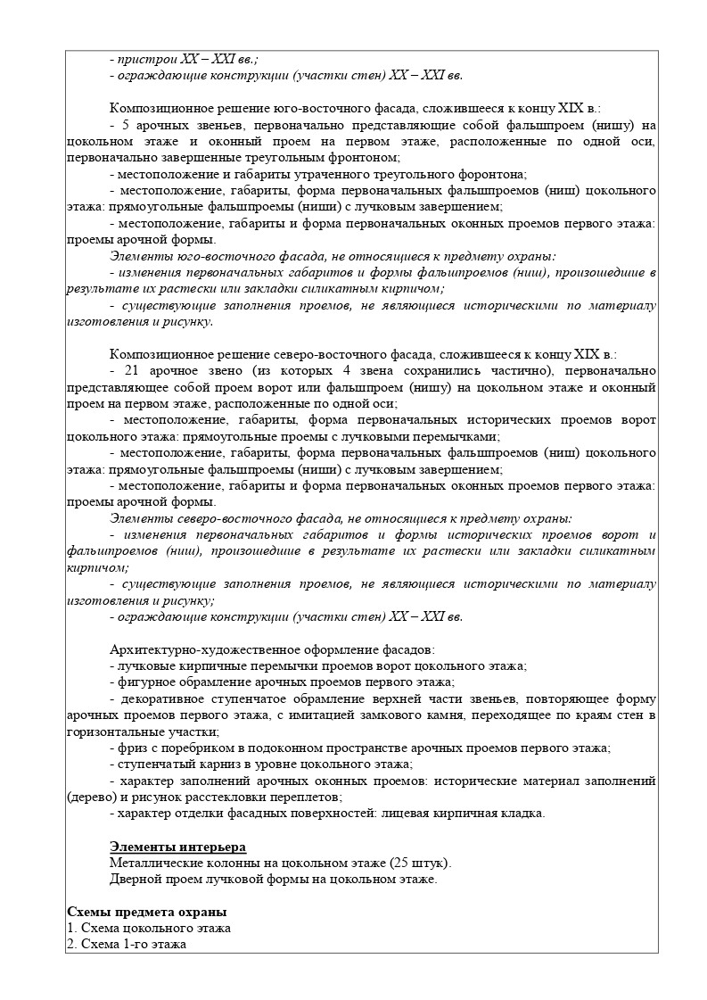 - пристрои XX – XXI вв.;
- ограждающие конструкции (участки стен) XX – XXI вв.
Композиционное решение юго-восточного фасада, сложившееся к концу XIX в.:
- 5 арочных звеньев, первоначально представляющие собой фальшпроем (нишу) на
цокольном этаже и оконный проем на первом этаже, расположенные по одной оси,
первоначально завершенные треугольным фронтоном;
- местоположение и габариты утраченного треугольного форонтона;
- местоположение, габариты, форма первоначальных фальшпроемов (ниш) цокольного
этажа: прямоугольные фальшпроемы (ниши) с лучковым завершением;
- местоположение, габариты и форма первоначальных оконных проемов первого этажа:
проемы арочной формы.
Элементы юго-восточного фасада, не относящиеся к предмету охраны:
- изменения первоначальных габаритов и формы фальшпроемов (ниш), произошедшие в
результате их растески или закладки силикатным кирпичом;
- существующие заполнения проемов, не являющиеся историческими по материалу
изготовления и рисунку.
Композиционное решение северо-восточного фасада, сложившееся к концу XIX в.:
- 21 арочное звено (из которых 4 звена сохранились частично), первоначально
представляющее собой проем ворот или фальшпроем (нишу) на цокольном этаже и оконный
проем на первом этаже, расположенные по одной оси;
- местоположение, габариты, форма первоначальных исторических проемов ворот
цокольного этажа: прямоугольные проемы с лучковыми перемычками;
- местоположение, габариты, форма первоначальных фальшпроемов (ниш) цокольного
этажа: прямоугольные фальшпроемы (ниши) с лучковым завершением;
- местоположение, габариты и форма первоначальных оконных проемов первого этажа:
проемы арочной формы.
Элементы северо-восточного фасада, не относящиеся к предмету охраны:
- изменения первоначальных габаритов и формы исторических проемов ворот и
фальшпроемов (ниш), произошедшие в результате их растески или закладки силикатным
кирпичом;
- существующие заполнения проемов, не являющиеся историческими по материалу
изготовления и рисунку;
- ограждающие конструкции (участки стен) XX – XXI вв.
Архитектурно-художественное оформление фасадов:
- лучковые кирпичные перемычки проемов ворот цокольного этажа;
- фигурное обрамление арочных проемов первого этажа;
- декоративное ступенчатое обрамление верхней части звеньев, повторяющее форму
арочных проемов первого этажа, с имитацией замкового камня, переходящее по краям стен в
горизонтальные участки;
- фриз с поребриком в подоконном пространстве арочных проемов первого этажа;
- ступенчатый карниз в уровне цокольного этажа;
- характер заполнений арочных оконных проемов: исторические материал заполнений
(дерево) и рисунок расстекловки переплетов;
- характер отделки фасадных поверхностей: лицевая кирпичная кладка.
Элементы интерьера
Металлические колонны на цокольном этаже (25 штук).
Дверной проем лучковой формы на цокольном этаже.
Схемы предмета охраны
1. Схема цокольного этажа
2. Схема 1-го этажа